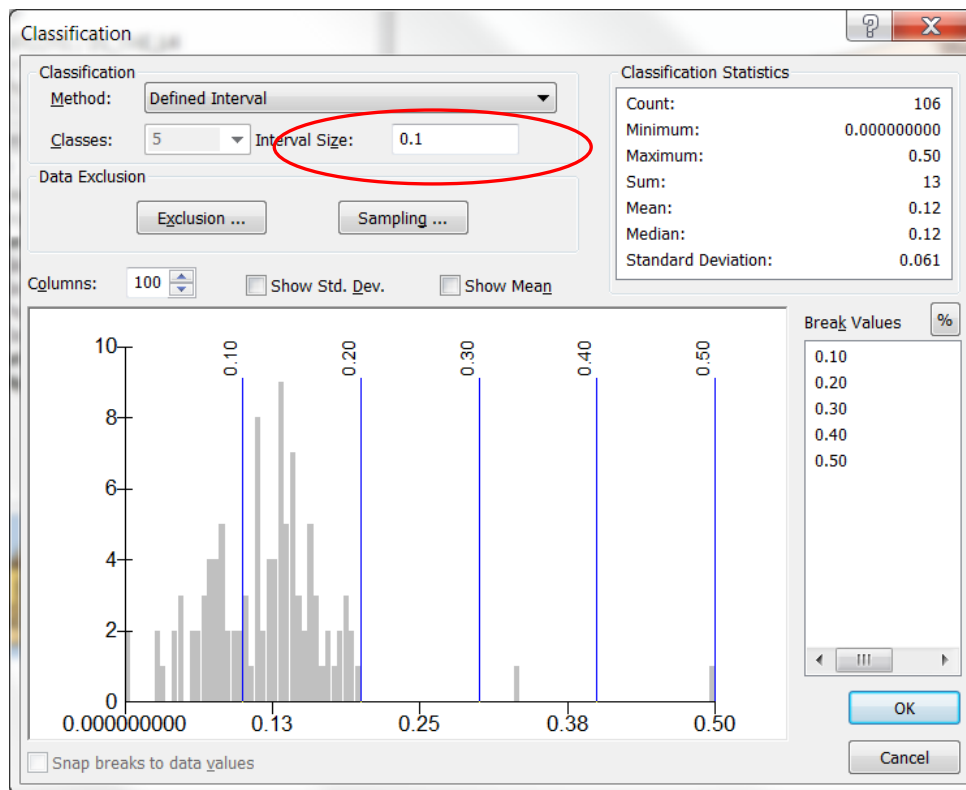 Classification
Classification
Method: Defined Interval
Classes: 5 Interval Size: 0.1
Data Exclusion
Exclusion ... Sampling ...
Classification Statistics
Count: 106
Minimum: 0.000000000
Maximum: 0.50
Sum: 13
Mean: 0.12
Median: 0.12
Standard Deviation: 0.061
Columns: 100 Show Std. Dev. Show Mean
Break Values %
0.10
0.20
0.30
0.40
0.50
10
8
6
4
2
0
0.10 0.20 0.30 0.40 0.50
0.000000000 0.13 0.25 0.38 0.50
Snap breaks to data values
OK
Cancel